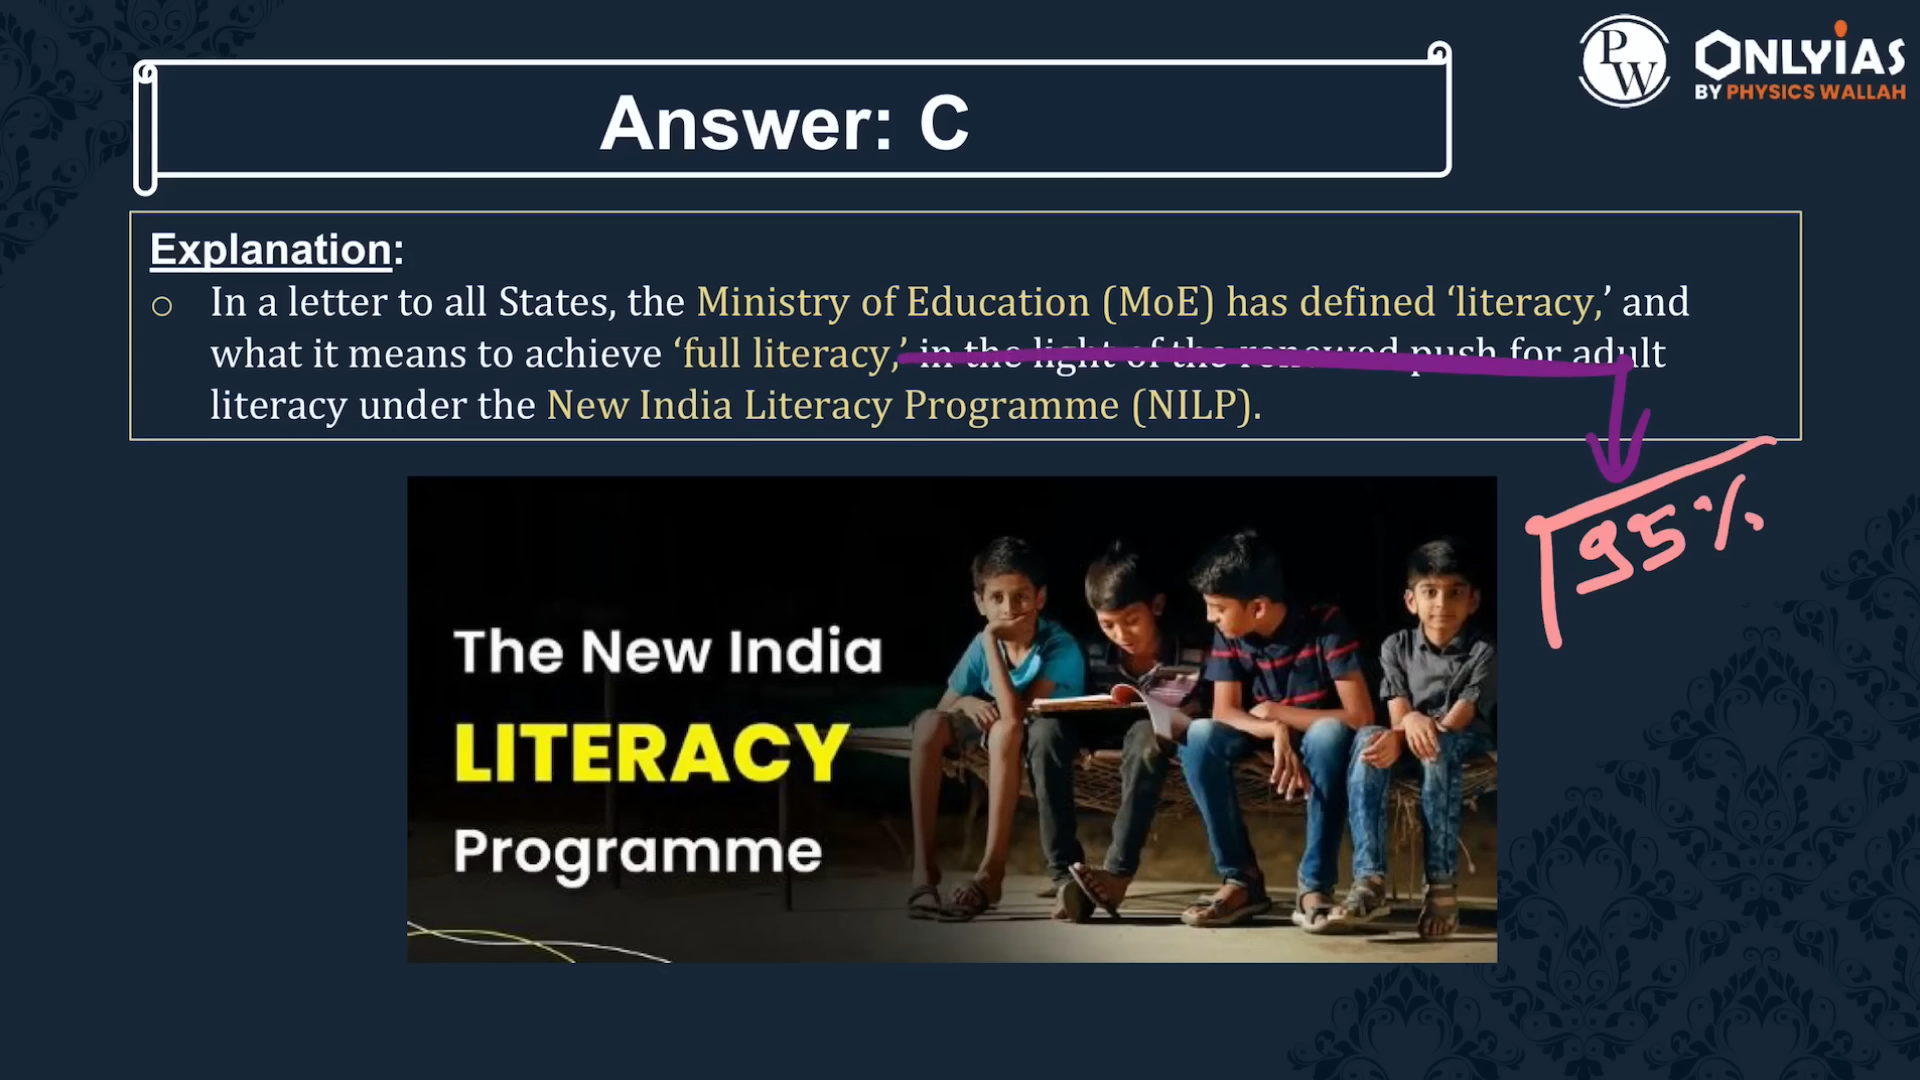 PW
ONLYIAS
BY PHYSICS WALLAH
Answer: C
Explanation:
○ In a letter to all States, the Ministry of Education (MoE) has defined ‘literacy,’ and
what it means to achieve ‘full literacy,’ in the light of the renewed push for adult
literacy under the New India Literacy Programme (NILP).
95%
The New India
LITERACY
Programme